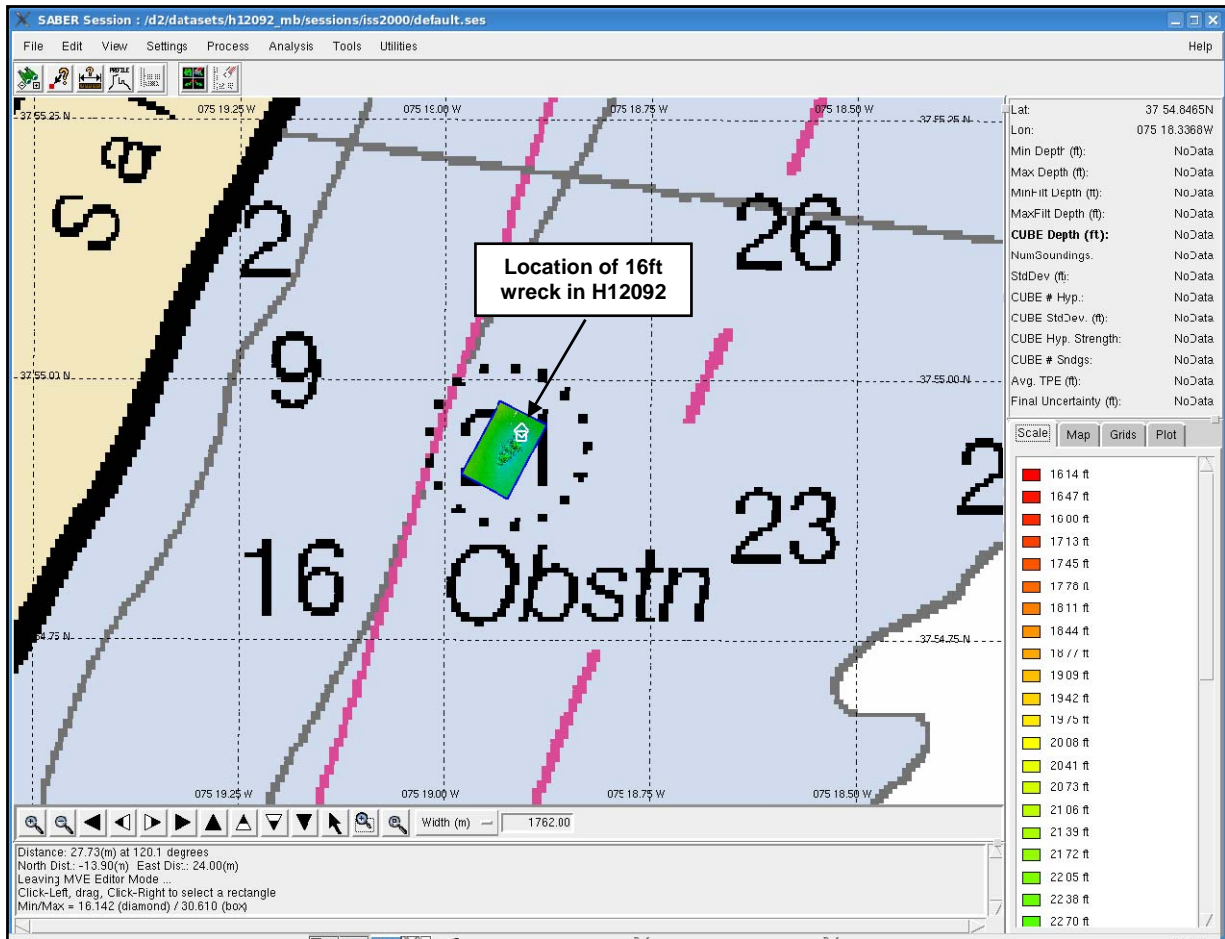 SABER Session : /d2/datasets/h12092_mb/sessions/iss2000/default.ses
File Edit View Settings Process Analysis Tools Utilities Help
PROFILE
075 19.25 W 075 19.00 W 075 18.75 W 075 18.50 W
37 55.25 N 37 55.25 N
Sa
2
26
Location of 16ft
wreck in H12092
9
37 55.00 N 37 55.00 N
21
2
23
16
Obstn
37 54.75 N
075 19.25 W 075 19.00 W 075 18.75 W 075 18.50 W
Lat: 37 54.8465N
Lon: 075 18.3368W
Min Depth (ft): NoData
Max Depth (ft): NoData
MinFilt Depth (ft): NoData
MaxFilt Depth (ft): NoData
CUBE Depth (ft): NoData
NumSoundings: NoData
StdDev (ft): NoData
CUBE # Hyp.: NoData
CUBE StdDev. (ft): NoData
CUBE Hyp. Strength: NoData
CUBE # Sndgs: NoData
Avg. TPE (ft): NoData
Final Uncertainty (ft): NoData
Scale Map Grids Plot
16 14 ft
16 47 ft
16 80 ft
17 13 ft
17 45 ft
17 78 ft
18 11 ft
18 44 ft
18 77 ft
19 09 ft
19 42 ft
19 75 ft
20 08 ft
20 41 ft
20 73 ft
21 06 ft
21 39 ft
21 72 ft
22 05 ft
22 38 ft
22 70 ft
Width (m) 1762.00
Distance: 27.73(m) at 120.1 degrees
North Dist.: -13.90(m) East Dist.: 24.00(m)
Leaving MVE Editor Mode ...
Click-Left, drag, Click-Right to select a rectangle
Min/Max = 16.142 (diamond) / 30.610 (box)